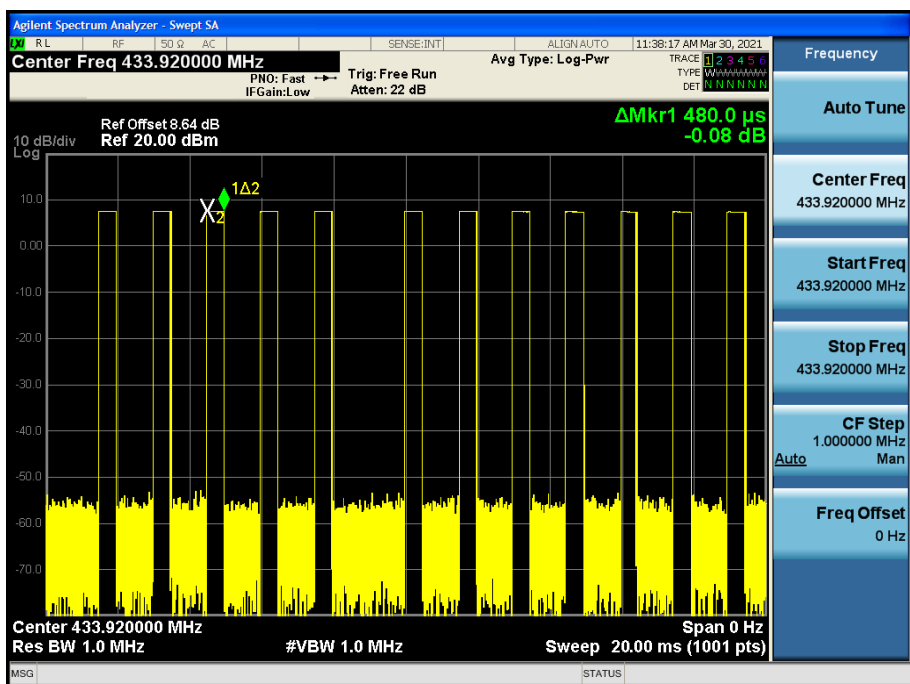 Agilent Spectrum Analyzer - Swept SA
LXI RL RF 50 Ω AC SENSE:INT ALIGN AUTO 11:38:17 AM Mar 30, 2021
Center Freq 433.920000 MHz
PNO: Fast
IFGain:Low
Trig: Free Run
Atten: 22 dB
Avg Type: Log-Pwr
TRACE 1 2 3 4 5 6
TYPE WWWWWW
DET N N N N N N
Ref Offset 8.64 dB
10 dB/div Ref 20.00 dBm
Log
ΔMkr1 480.0 µs
-0.08 dB
1Δ2
X2
10.0
0.00
-10.0
-20.0
-30.0
-40.0
-50.0
-60.0
-70.0
Center 433.920000 MHz Span 0 Hz
Res BW 1.0 MHz #VBW 1.0 MHz Sweep 20.00 ms (1001 pts)
MSG STATUS
Frequency
Auto Tune
Center Freq
433.920000 MHz
Start Freq
433.920000 MHz
Stop Freq
433.920000 MHz
CF Step
1.000000 MHz
Auto Man
Freq Offset
0 Hz